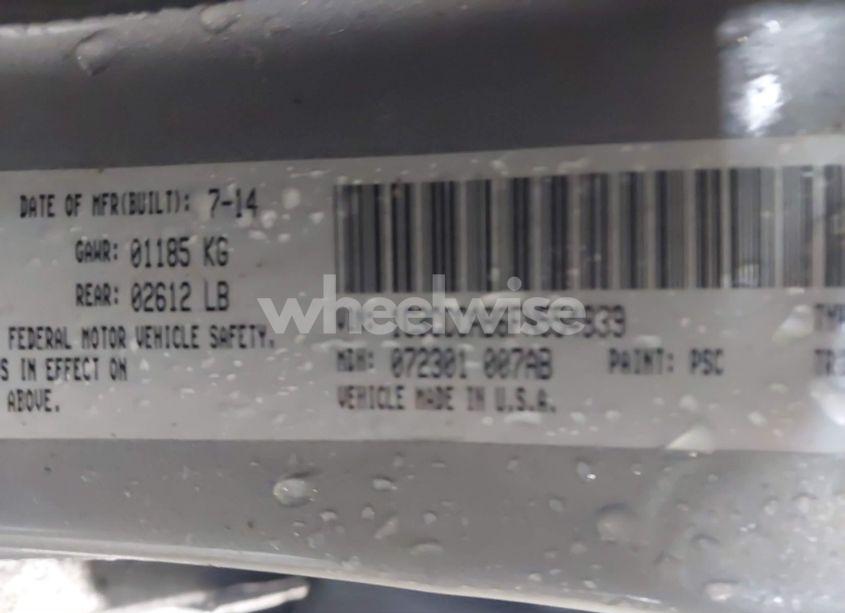 DATE OF MFR(BUILT): 7-14
GAWR: 01185 KG
REAR: 02612 LB
FEDERAL MOTOR VEHICLE SAFETY.
S IN EFFECT ON
ABOVE.
wheelwise
MDH: 072301 007AB PAINT: PSC
VEHICLE MADE IN U.S.A.